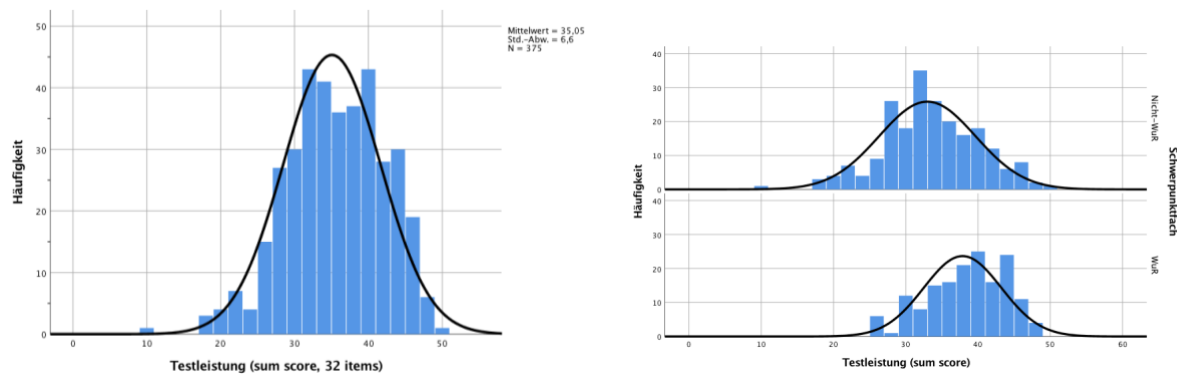 50
40
30
20
10
0
0
10
20
30
40
50
Häufigkeit
Testleistung (sum score, 32 items)
Mittelwert = 35,05
Std.-Abw. = 6,6
N = 375
40
30
20
10
0
40
30
20
10
0
0
10
20
30
40
50
60
Häufigkeit
Testleistung (sum score)
Nicht-WuR
WuR
Schwerpunktfach